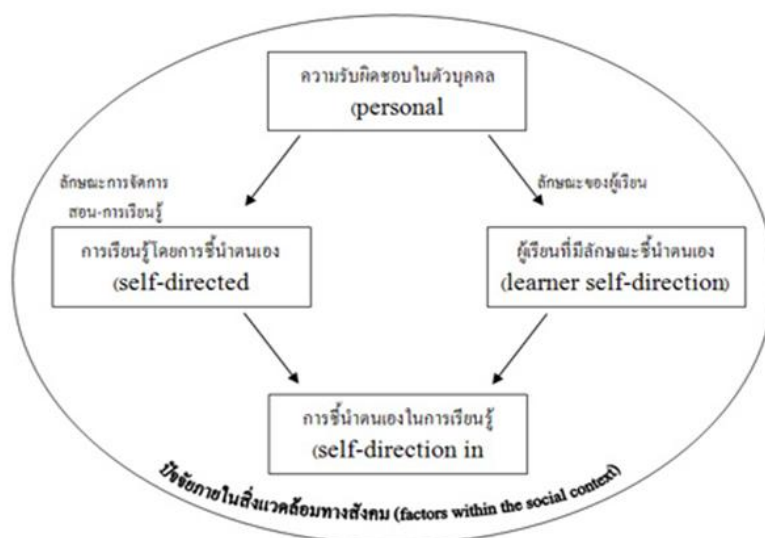 ความรับผิดชอบในตัวบุคคล
(personal
ลักษณะการจัดการ
สอน-การเรียนรู้
ลักษณะของผู้เรียน
การเรียนรู้โดยการชี้นำตนเอง
(self-directed
ผู้เรียนที่มีลักษณะชี้นำตนเอง
(learner self-direction)
การชี้นำตนเองในการเรียนรู้
(self-direction in
ปัจจัยภายในสิ่งแวดล้อมทางสังคม (factors within the social context)